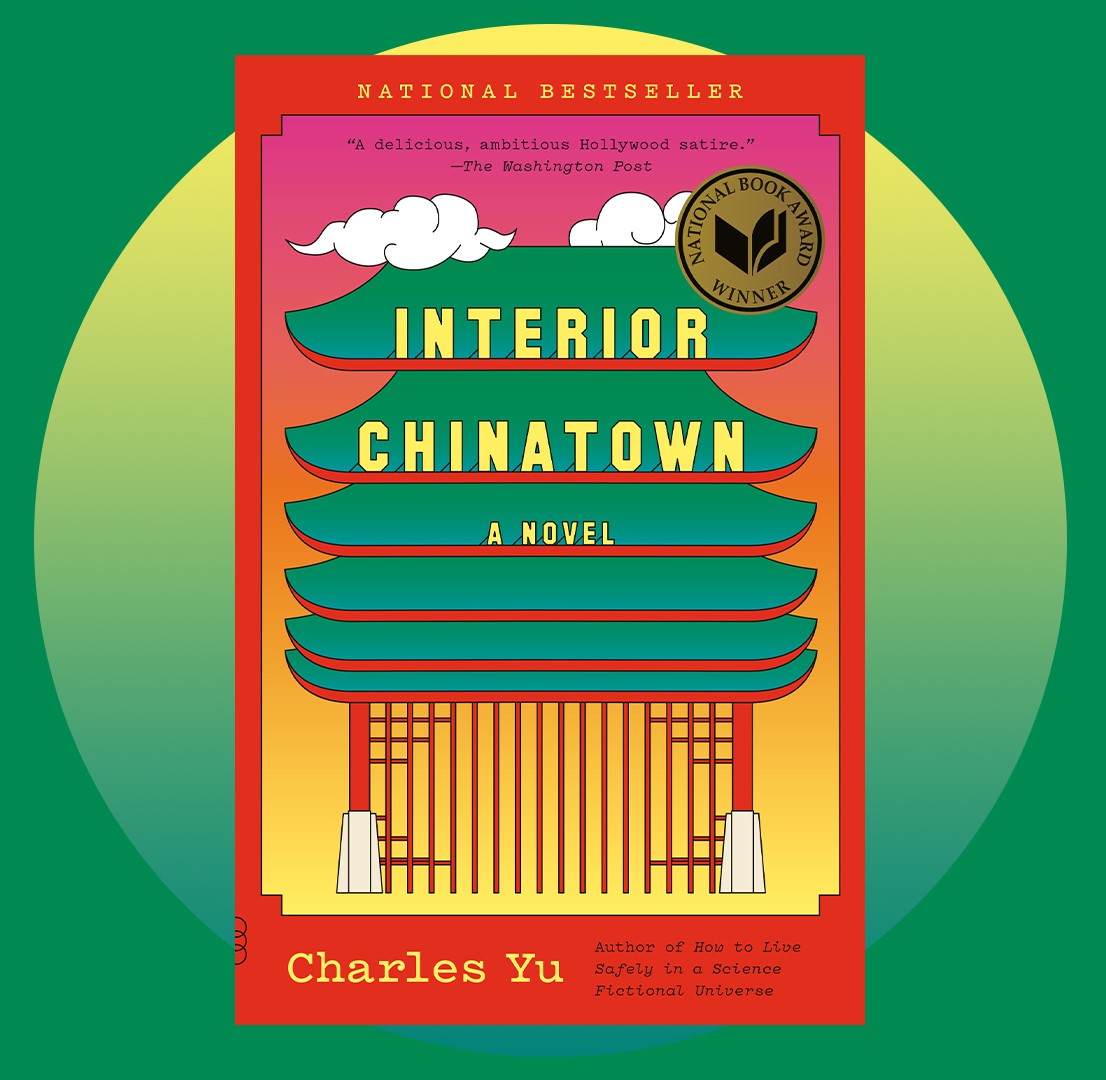 NATIONAL BESTSELLER
“A delicious, ambitious Hollywood satire.”
—The Washington Post
NATIONAL BOOK AWARD
WINNER
INTERIOR
CHINATOWN
A NOVEL
Charles Yu
Author of How to Live
Safely in a Science
Fictional Universe